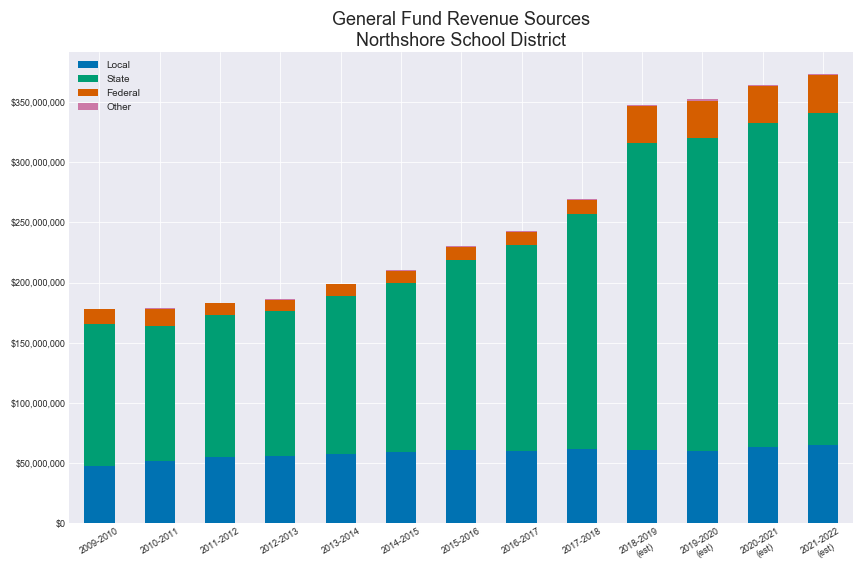 General Fund Revenue Sources
Northshore School District
Local
State
Federal
Other
$350,000,000
$300,000,000
$250,000,000
$200,000,000
$150,000,000
$100,000,000
$50,000,000
$0
2009-2010
2010-2011
2011-2012
2012-2013
2013-2014
2014-2015
2015-2016
2016-2017
2017-2018
2018-2019
(est)
2019-2020
(est)
2020-2021
(est)
2021-2022
(est)